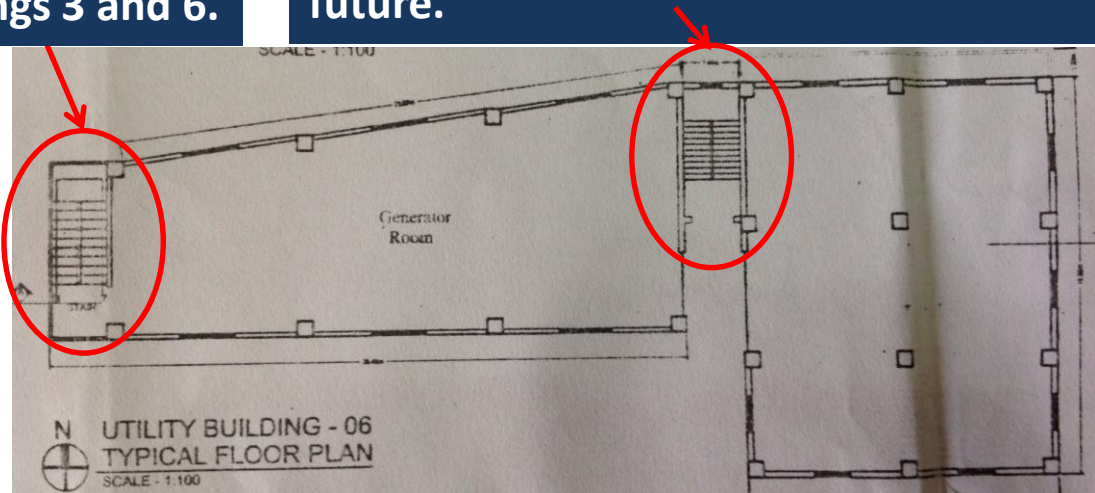 ngs 3 and 6.
future.
SCALE - 1:100
Generator
Room
STAIR
A
N
UTILITY BUILDING - 06
TYPICAL FLOOR PLAN
SCALE - 1:100